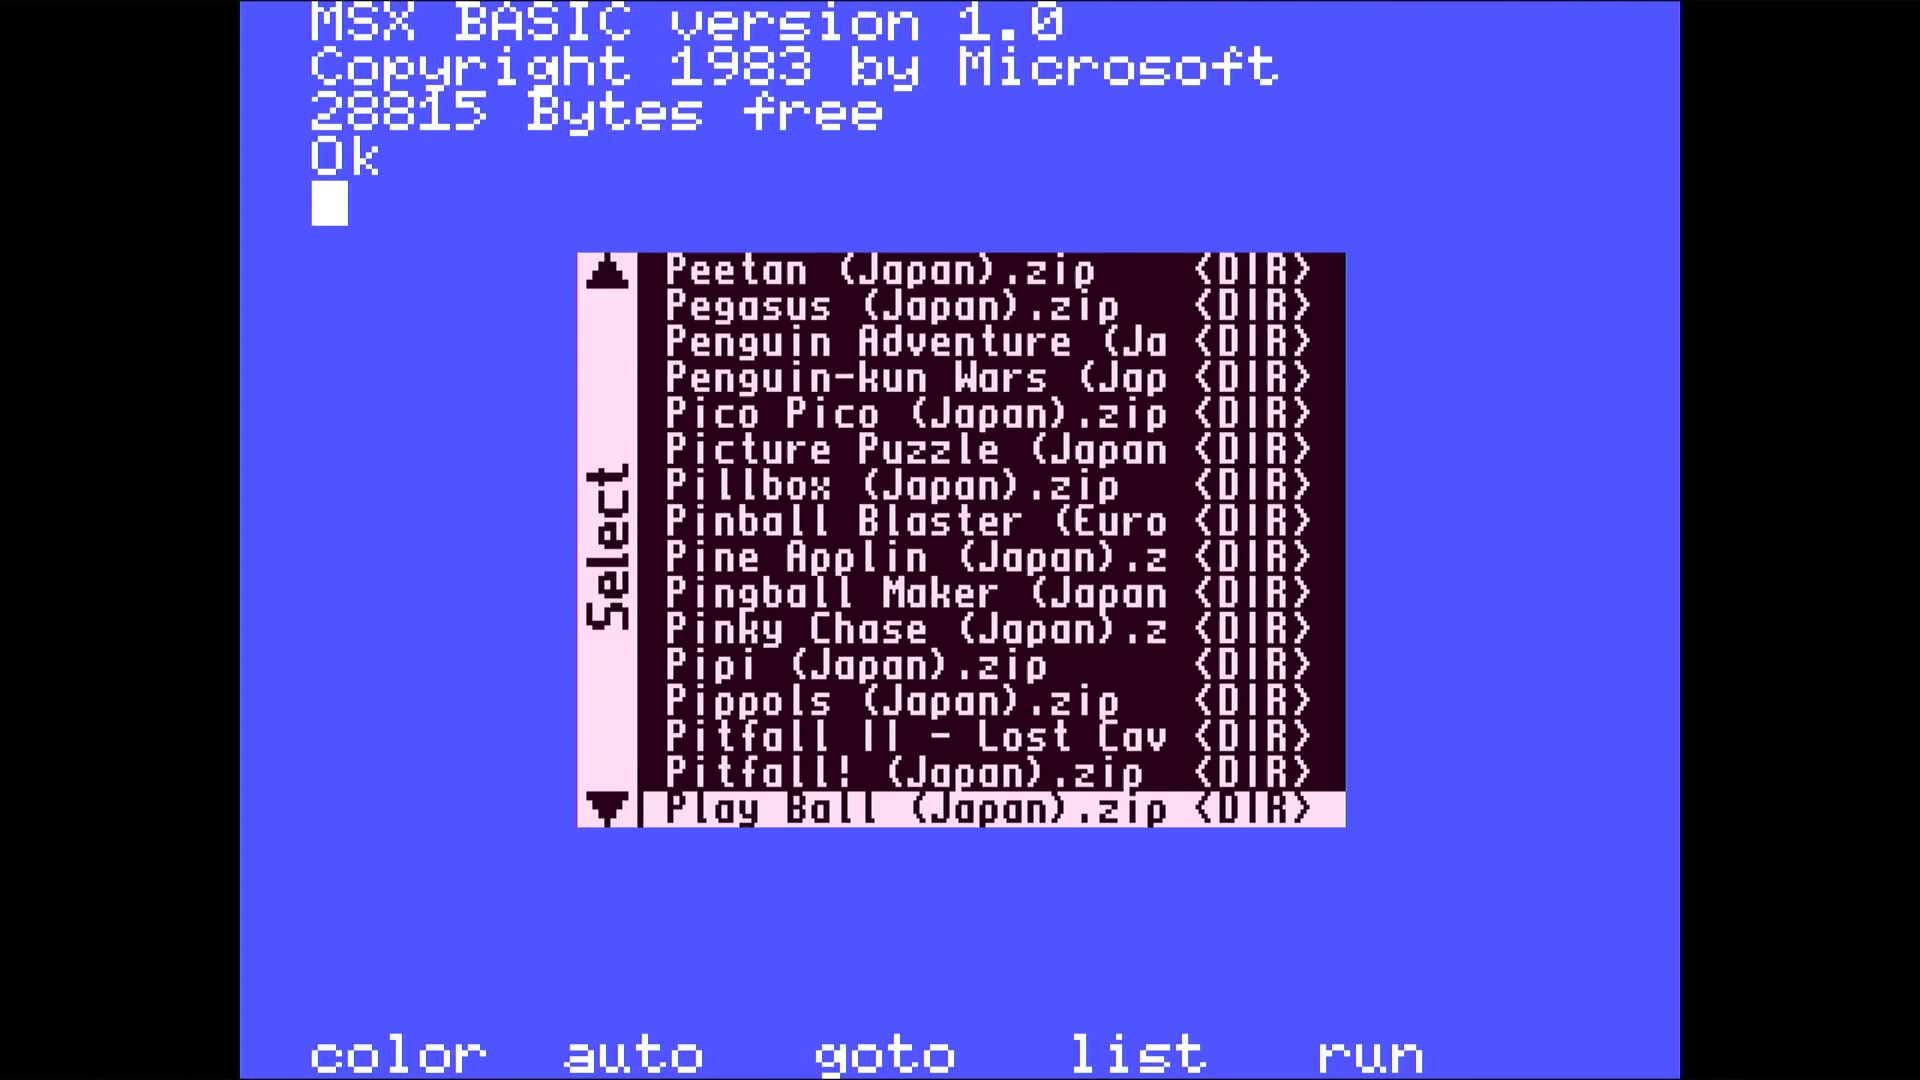 MSX BASIC version 1.0
Copyright 1983 by Microsoft
28815 Bytes free
Ok
Select
Peetan (Japan).zip <DIR>
Pegasus (Japan).zip <DIR>
Penguin Adventure (Ja <DIR>
Penguin-kun Wars (Jap <DIR>
Pico Pico (Japan).zip <DIR>
Picture Puzzle (Japan <DIR>
Pillbox (Japan).zip <DIR>
Pinball Blaster (Euro <DIR>
Pine Applin (Japan).z <DIR>
Pingball Maker (Japan <DIR>
Pinky Chase (Japan).z <DIR>
Pipi (Japan).zip <DIR>
Pippols (Japan).zip <DIR>
Pitfall II - Lost Cav <DIR>
Pitfall! (Japan).zip <DIR>
Play Ball (Japan).zip <DIR>
color auto goto list run